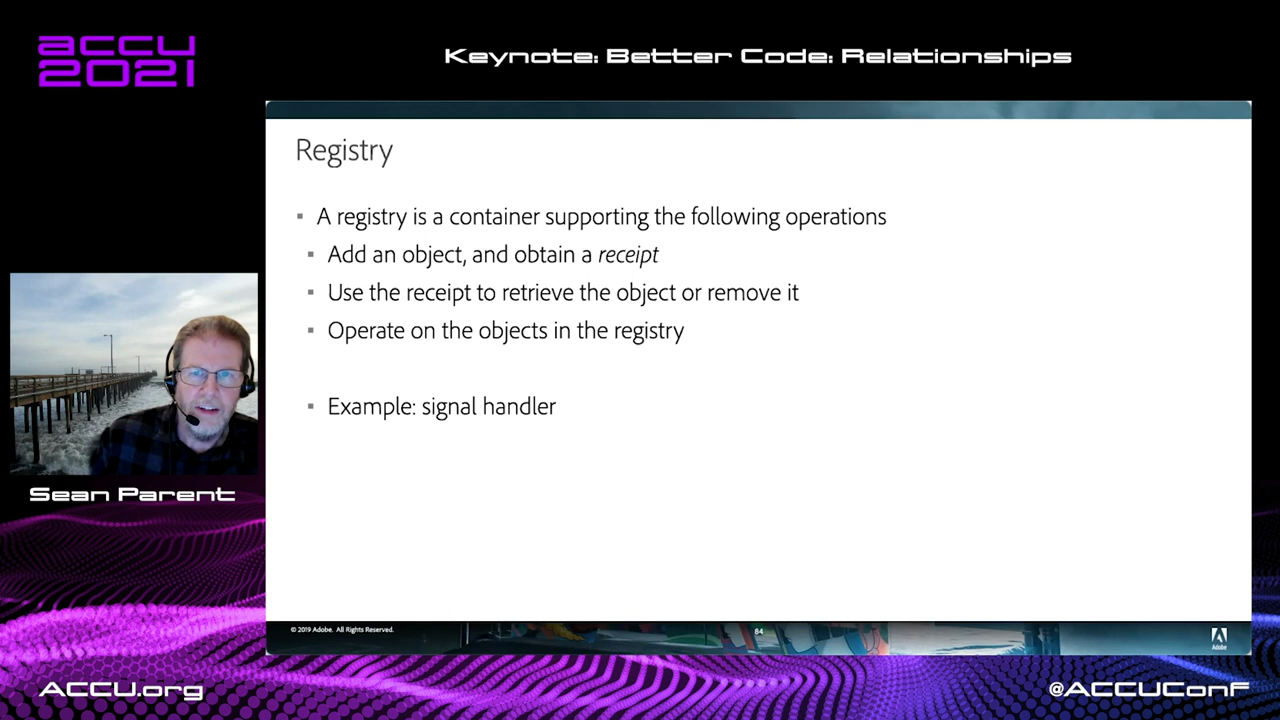 accu
2021
Keynote: Better Code: Relationships
Registry
▪ A registry is a container supporting the following operations
▪ Add an object, and obtain a receipt
▪ Use the receipt to retrieve the object or remove it
▪ Operate on the objects in the registry
▪ Example: signal handler
Sean Parent
© 2019 Adobe. All Rights Reserved.
84
Adobe
ACCU.org
@ACCUConf